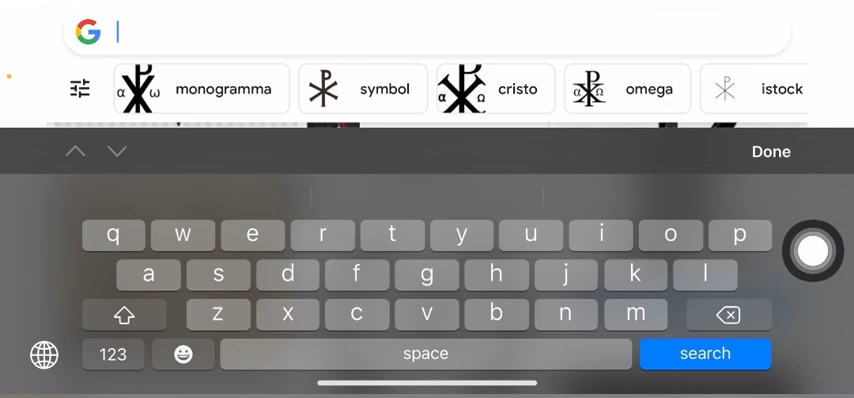 monogramma symbol cristo omega istock
Done
q w e r t y u i o p
a s d f g h j k l
z x c v b n m
123 space search